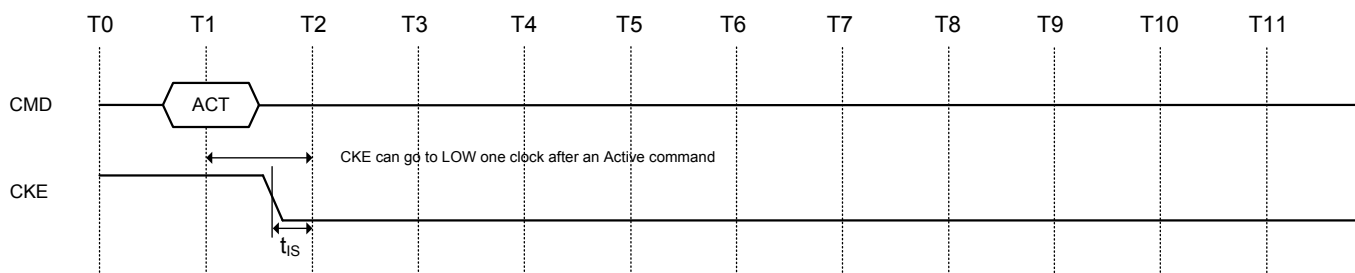 T0 T1 T2 T3 T4 T5 T6 T7 T8 T9 T10 T11
CMD ACT
CKE can go to LOW one clock after an Active command
CKE
tIS